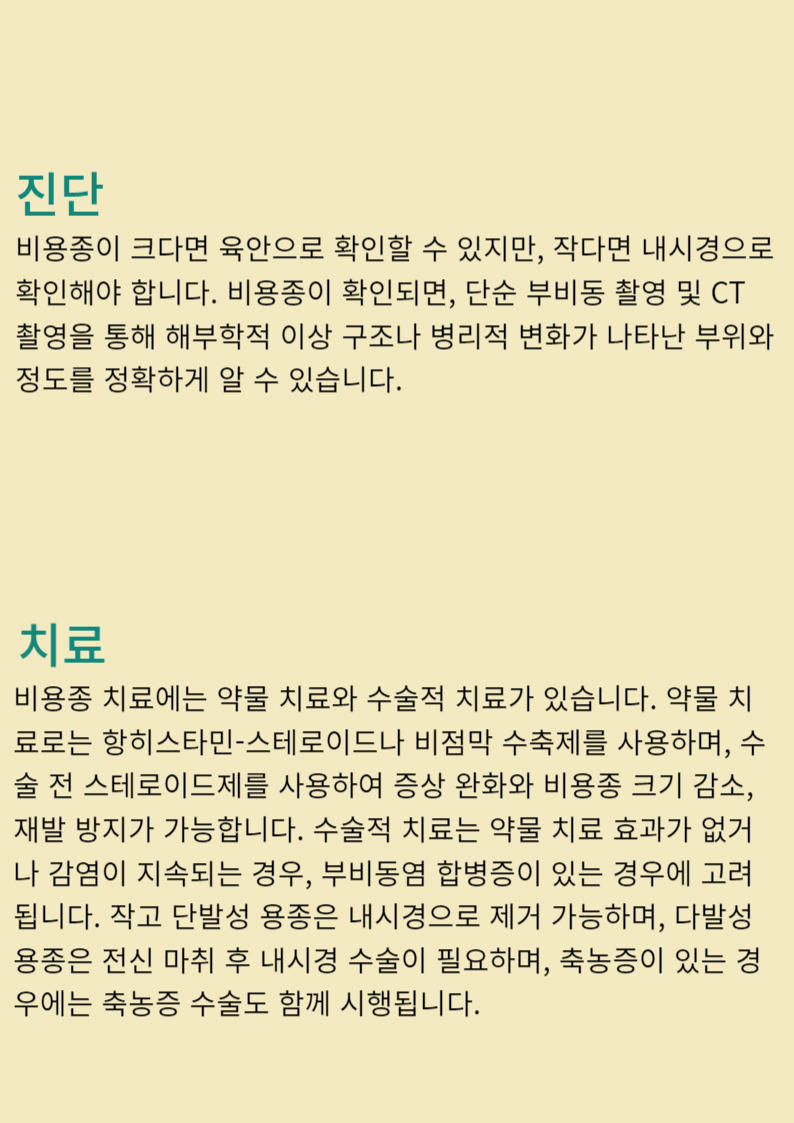 진단
비용종이 크다면 육안으로 확인할 수 있지만, 작다면 내시경으로
확인해야 합니다. 비용종이 확인되면, 단순 부비동 촬영 및 CT
촬영을 통해 해부학적 이상 구조나 병리적 변화가 나타난 부위와
정도를 정확하게 알 수 있습니다.
치료
비용종 치료에는 약물 치료와 수술적 치료가 있습니다. 약물 치
료로는 항히스타민-스테로이드나 비점막 수축제를 사용하며, 수
술 전 스테로이드제를 사용하여 증상 완화와 비용종 크기 감소,
재발 방지가 가능합니다. 수술적 치료는 약물 치료 효과가 없거
나 감염이 지속되는 경우, 부비동염 합병증이 있는 경우에 고려
됩니다. 작고 단발성 용종은 내시경으로 제거 가능하며, 다발성
용종은 전신 마취 후 내시경 수술이 필요하며, 축농증이 있는 경
우에는 축농증 수술도 함께 시행됩니다.